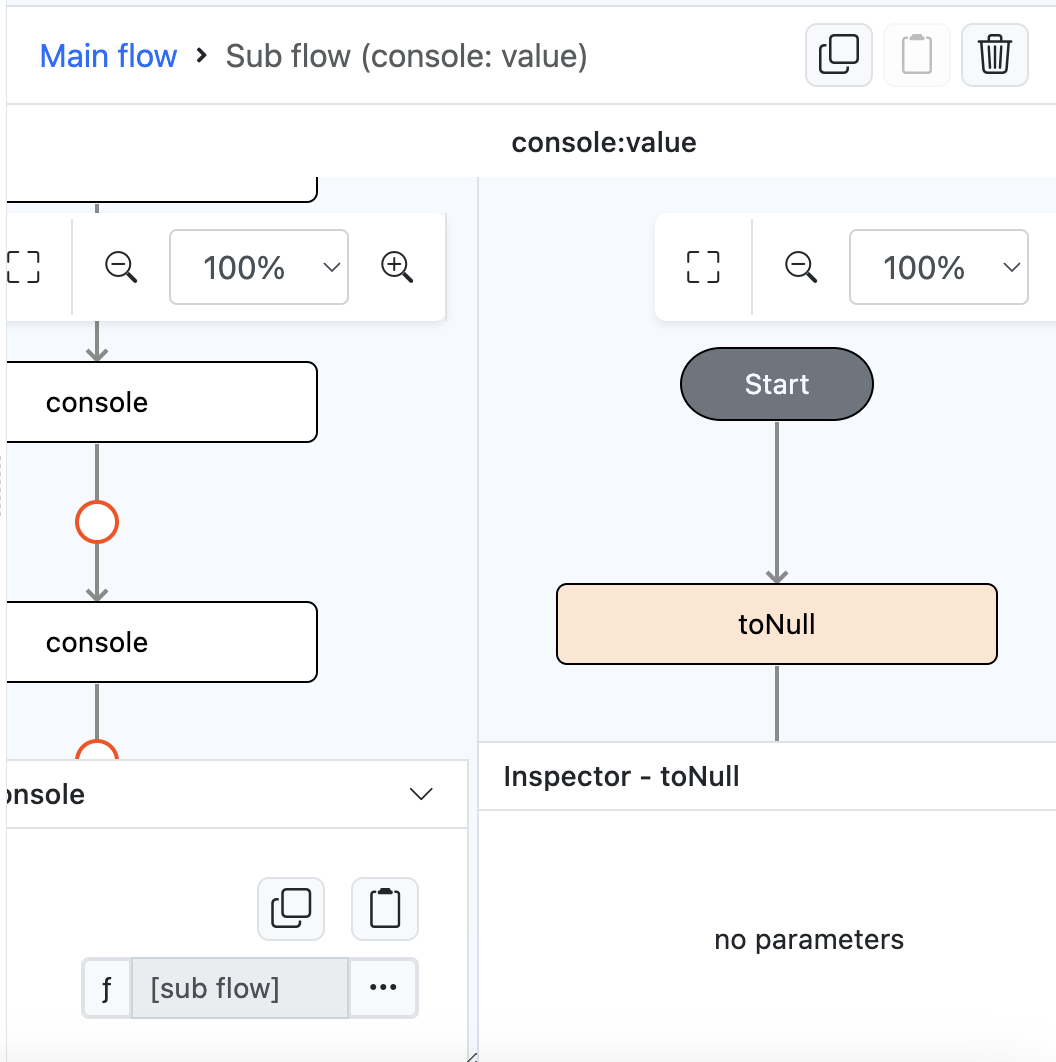 Main flow › Sub flow (console: value)
console:value
100%
100%
console
Start
console
toNull
onsole
Inspector - toNull
no parameters
ƒ [sub flow] •••